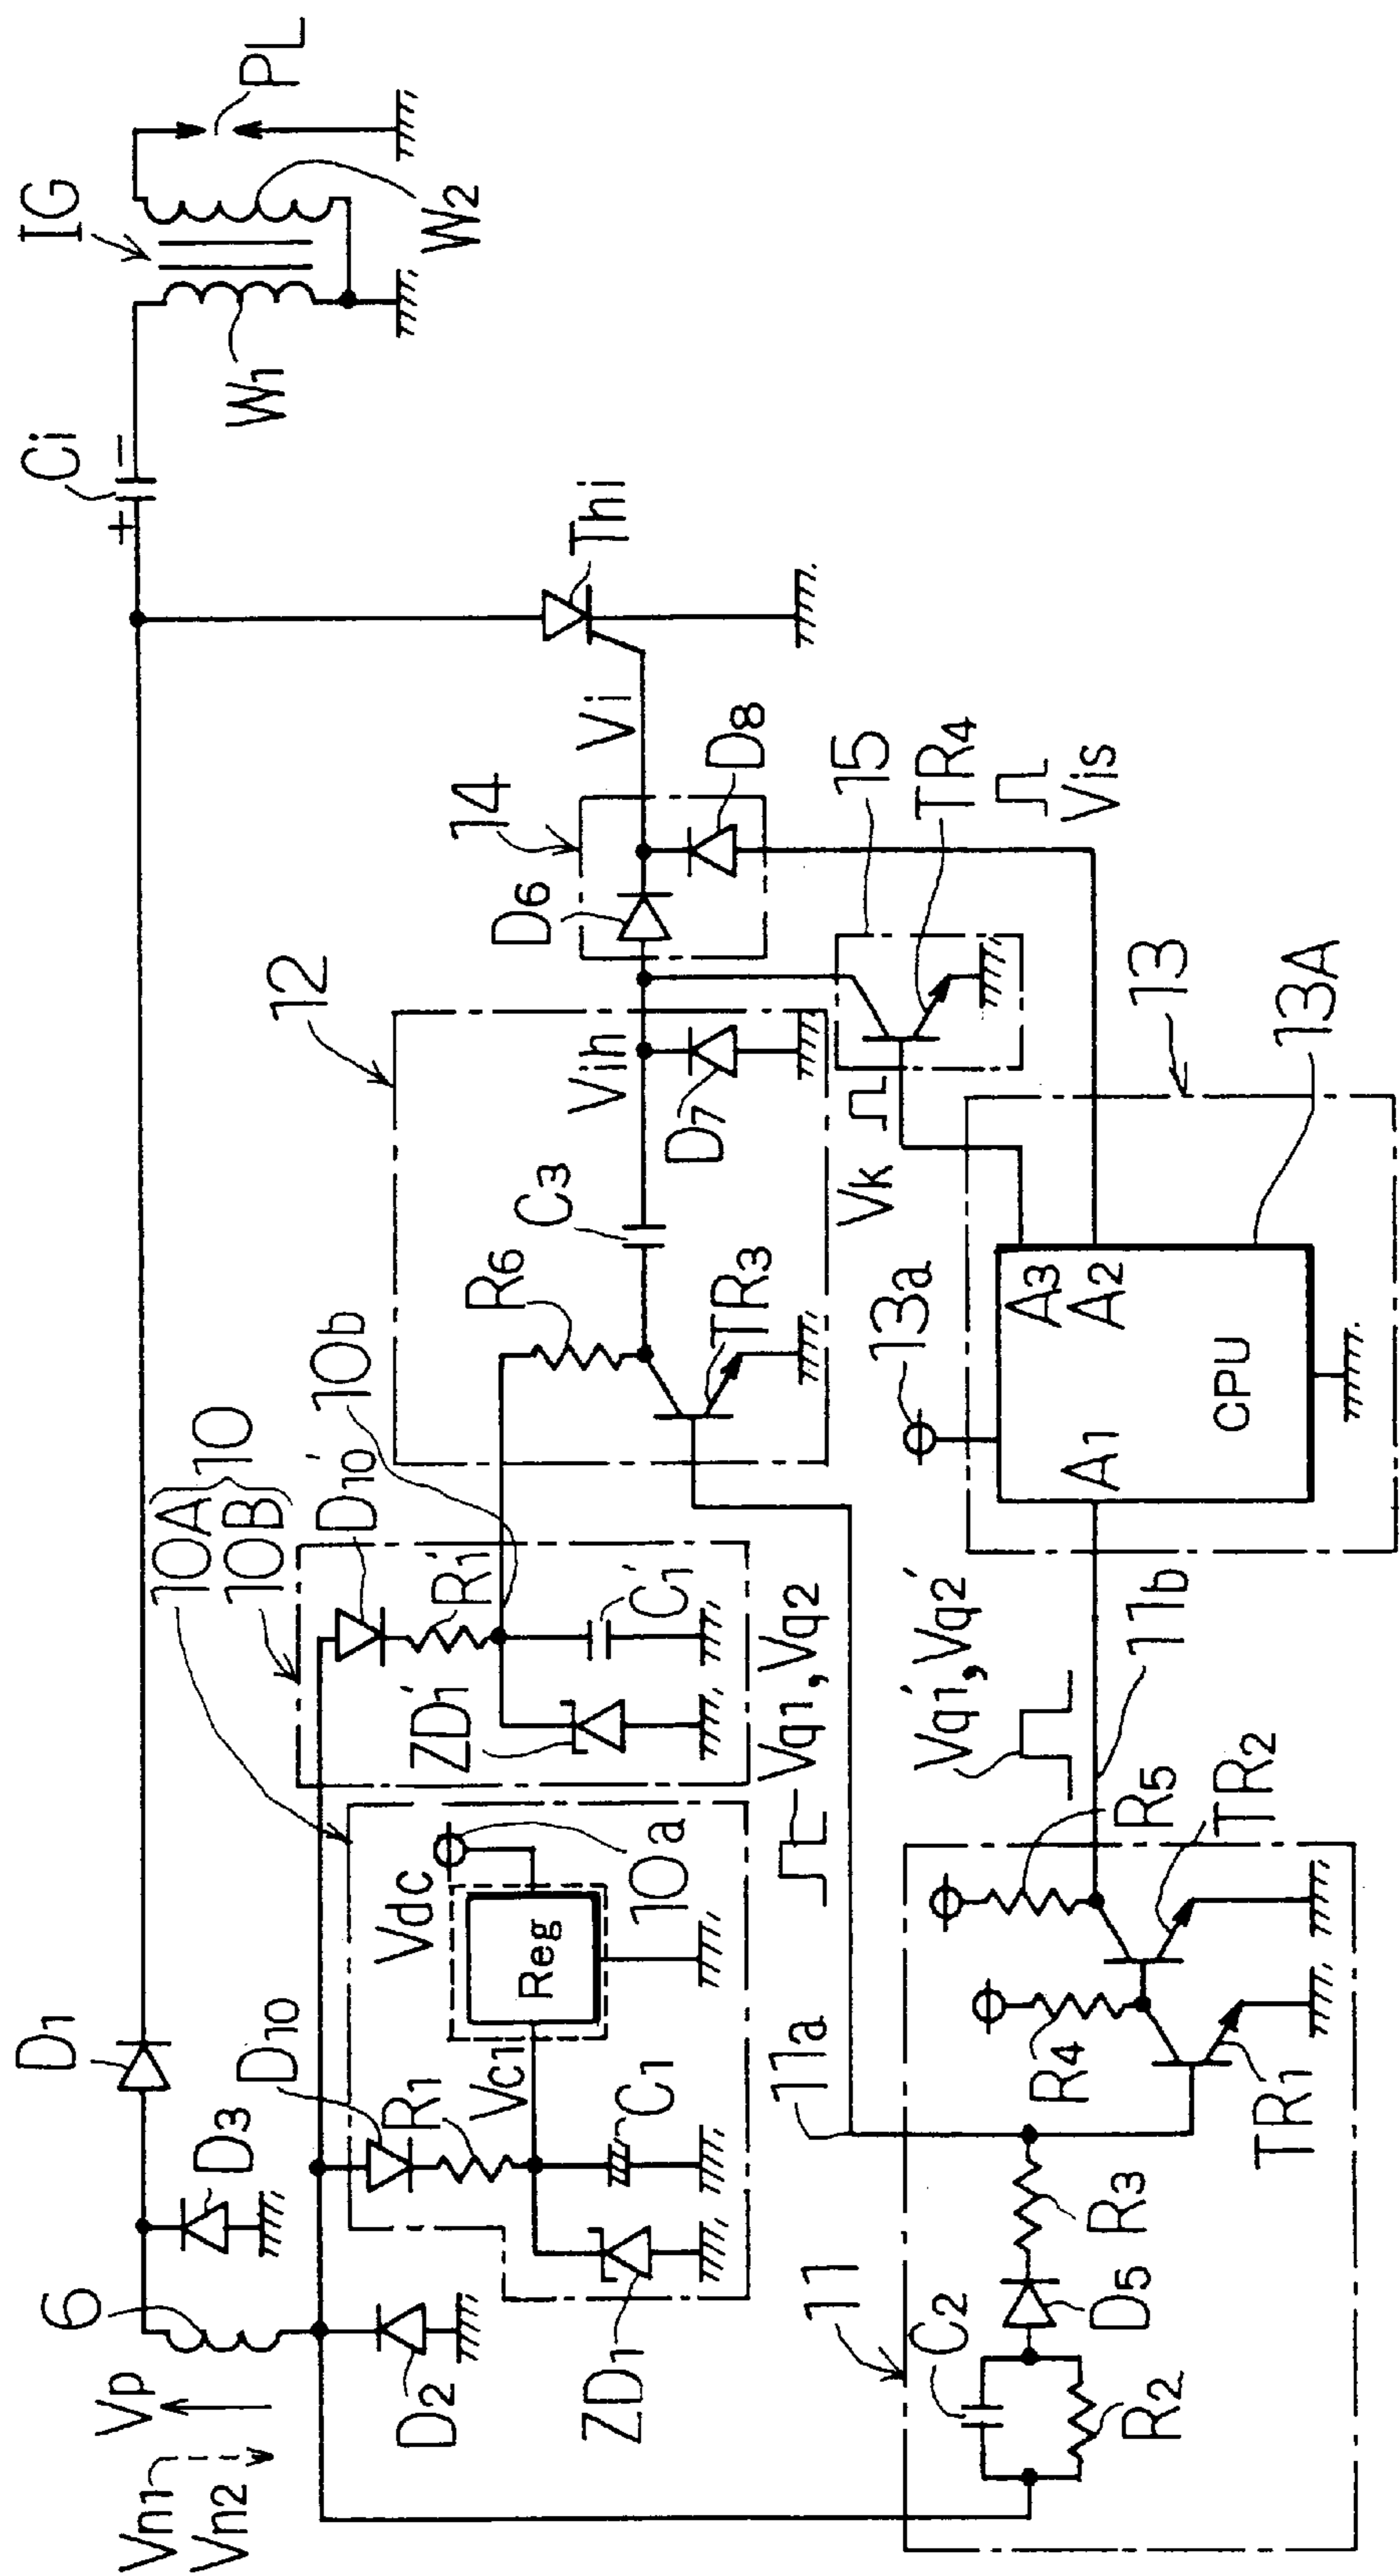 Vn1
Vn2
Vp
6
D3
D1
Ci
+
−
IG
W1
W2
PL
D2
ZD1
D10
R1
Vc1
C1
Vdc
Reg
10a
10A
10B
10
D10'
R1'
ZD1'
C1'
10b
12
R6
C3
TR3
Vih
D7
14
D6
D8
Vi
Thi
15
TR4
Vis
Vk
Vq1,Vq2
11a
11
C2
R2
D5
R3
R4
TR1
R5
TR2
Vq1',Vq2'
11b
13a
A1
A3
A2
CPU
13
13A